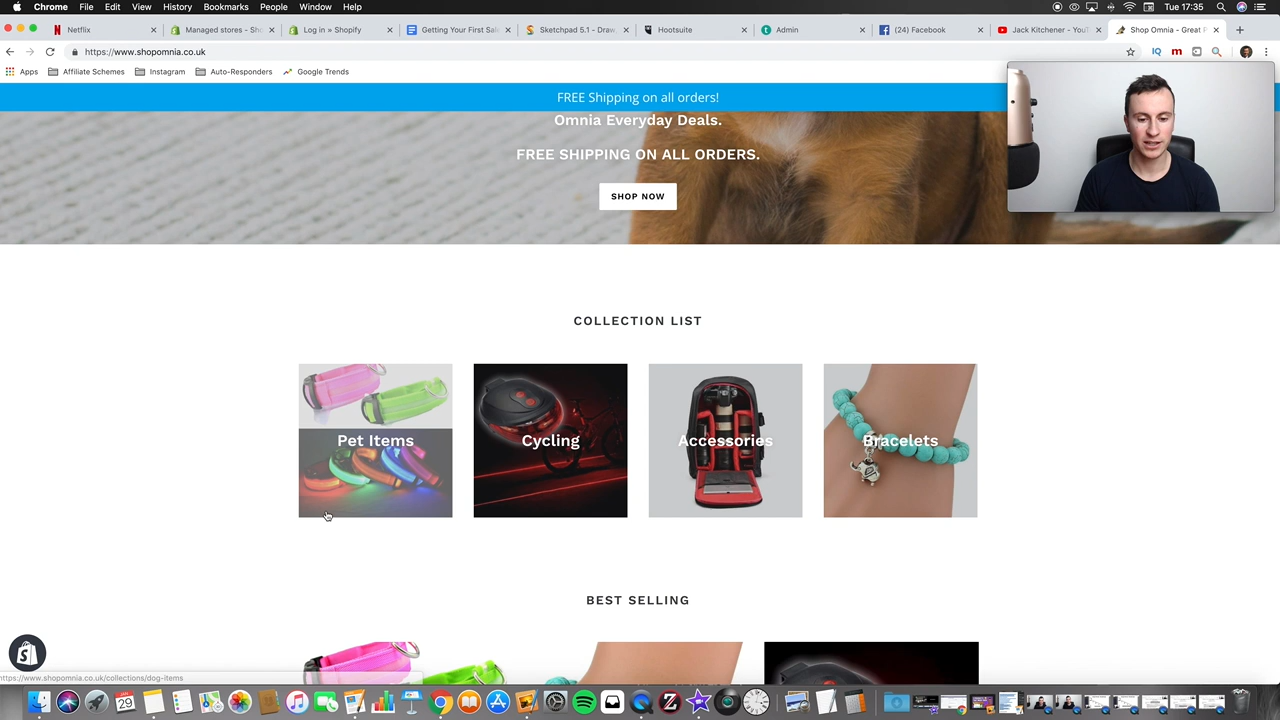 Chrome File Edit View History Bookmarks People Window Help Tue 17:35
Netflix Managed stores - Sho Log in » Shopify Getting Your First Sale Sketchpad 5.1 - Draw Hootsuite Admin (24) Facebook Jack Kitchener - YouT Shop Omnia - Great P
https://www.shopomnia.co.uk
Apps Affiliate Schemes Instagram Auto-Responders Google Trends
FREE Shipping on all orders!
Omnia Everyday Deals.
FREE SHIPPING ON ALL ORDERS.
SHOP NOW
COLLECTION LIST
Pet Items Cycling Accessories Bracelets
BEST SELLING
https://www.shopomnia.co.uk/collections/dog-items